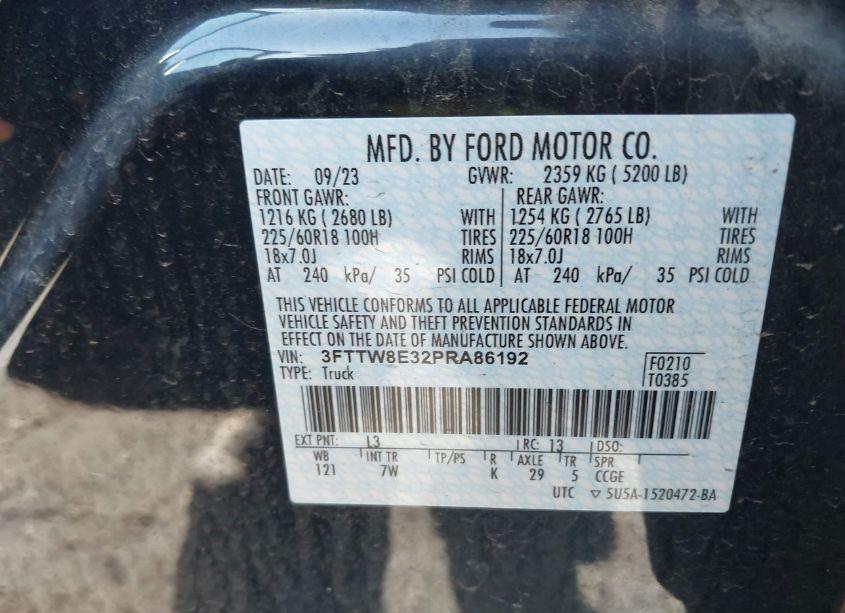 MFD. BY FORD MOTOR CO.
DATE: 09/23 GVWR: 2359 KG ( 5200 LB)
FRONT GAWR: REAR GAWR:
1216 KG ( 2680 LB) WITH 1254 KG ( 2765 LB) WITH
225/60R18 100H TIRES 225/60R18 100H TIRES
18x7.0J RIMS 18x7.0J RIMS
AT 240 kPa/ 35 PSI COLD AT 240 kPa/ 35 PSI COLD
THIS VEHICLE CONFORMS TO ALL APPLICABLE FEDERAL MOTOR
VEHICLE SAFETY AND THEFT PREVENTION STANDARDS IN
EFFECT ON THE DATE OF MANUFACTURE SHOWN ABOVE.
VIN: 3FTTW8E32PRA86192 F0210
TYPE: Truck T0385
EXT PNT: L3 RC: 13 DSO:
WB INT TR TP/PS R AXLE TR SPR
121 7W K 29 5 CCGE
UTC ▽ 5U5A-1520472-BA